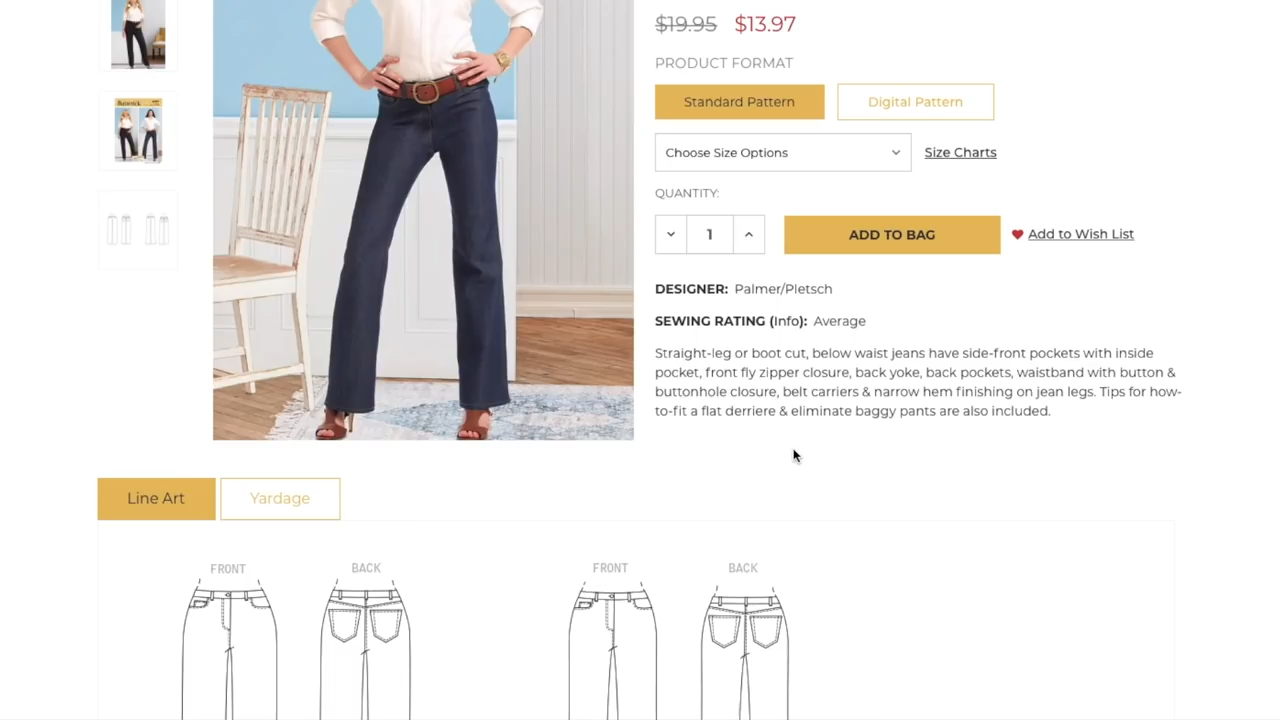 $19.95 $13.97
PRODUCT FORMAT
Standard Pattern Digital Pattern
Choose Size Options Size Charts
QUANTITY:
1 ADD TO BAG Add to Wish List
DESIGNER: Palmer/Pletsch
SEWING RATING (Info): Average
Straight-leg or boot cut, below waist jeans have side-front pockets with inside
pocket, front fly zipper closure, back yoke, back pockets, waistband with button &
buttonhole closure, belt carriers & narrow hem finishing on jean legs. Tips for how-
to-fit a flat derriere & eliminate baggy pants are also included.
Butterick
Line Art Yardage
FRONT BACK FRONT BACK